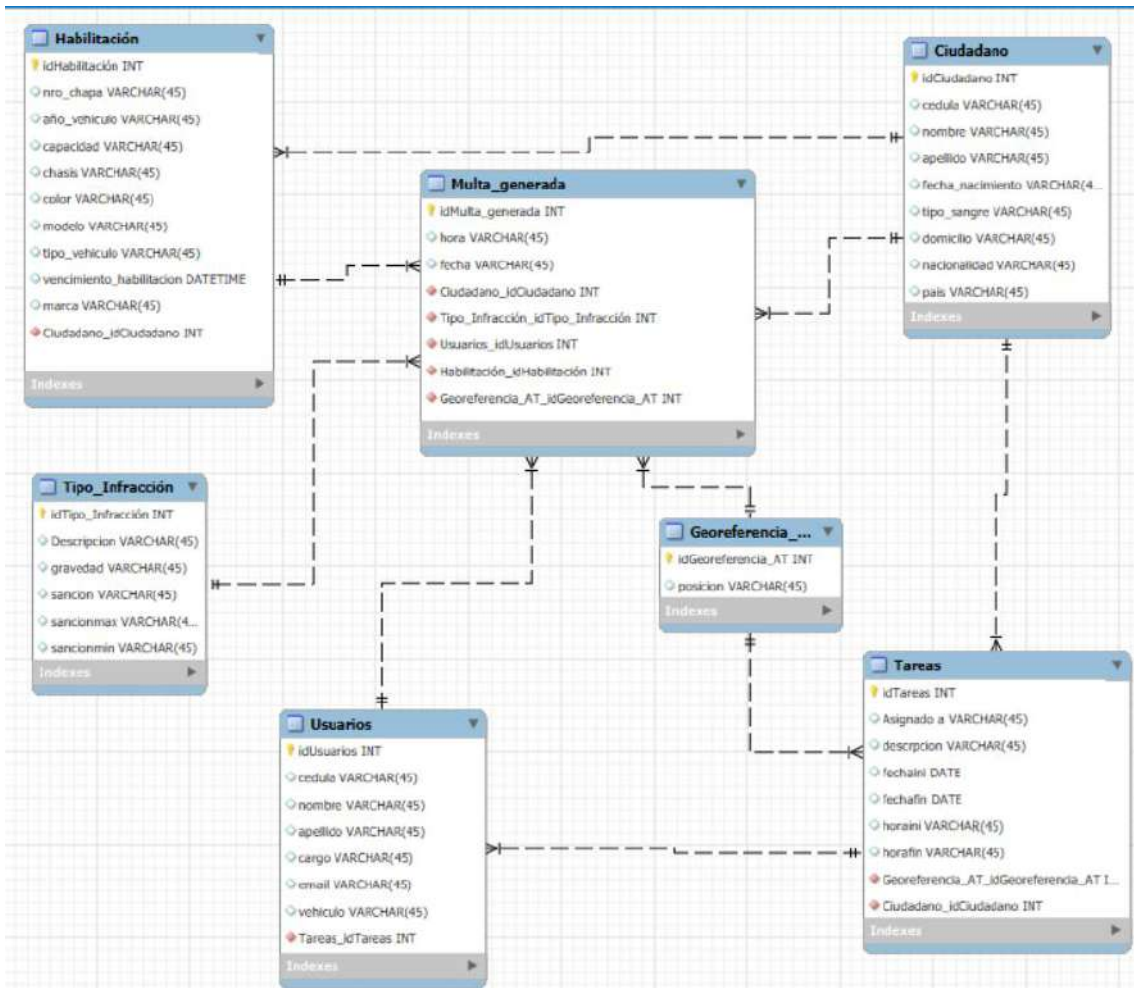 Habilitación
idHabilitación INT
nro_chapa VARCHAR(45)
año_vehiculo VARCHAR(45)
capacidad VARCHAR(45)
chasis VARCHAR(45)
color VARCHAR(45)
modelo VARCHAR(45)
tipo_vehiculo VARCHAR(45)
vencimiento_habilitacion DATETIME
marca VARCHAR(45)
Ciudadano_idCiudadano INT
Indexes
Ciudadano
idCiudadano INT
cedula VARCHAR(45)
nombre VARCHAR(45)
apellido VARCHAR(45)
fecha_nacimiento VARCHAR(4...
tipo_sangre VARCHAR(45)
domicilio VARCHAR(45)
nacionalidad VARCHAR(45)
pais VARCHAR(45)
Indexes
Multa_generada
idMulta_generada INT
hora VARCHAR(45)
fecha VARCHAR(45)
Ciudadano_idCiudadano INT
Tipo_Infracción_idTipo_Infracción INT
Usuarios_idUsuarios INT
Habilitación_idHabilitación INT
Georeferencia_AT_idGeoreferencia_AT INT
Indexes
Tipo_Infracción
idTipo_Infracción INT
Descripcion VARCHAR(45)
gravedad VARCHAR(45)
sancion VARCHAR(45)
sancionmax VARCHAR(4...
sancionmin VARCHAR(45)
Indexes
Georeferencia_...
idGeoreferencia_AT INT
posicion VARCHAR(45)
Indexes
Usuarios
idUsuarios INT
cedula VARCHAR(45)
nombre VARCHAR(45)
apellido VARCHAR(45)
cargo VARCHAR(45)
email VARCHAR(45)
vehiculo VARCHAR(45)
Tareas_idTareas INT
Indexes
Tareas
idTareas INT
Asignado a VARCHAR(45)
descrpcion VARCHAR(45)
fechaini DATE
fechafin DATE
horaini VARCHAR(45)
horafin VARCHAR(45)
Georeferencia_AT_idGeoreferencia_AT I...
Ciudadano_idCiudadano INT
Indexes